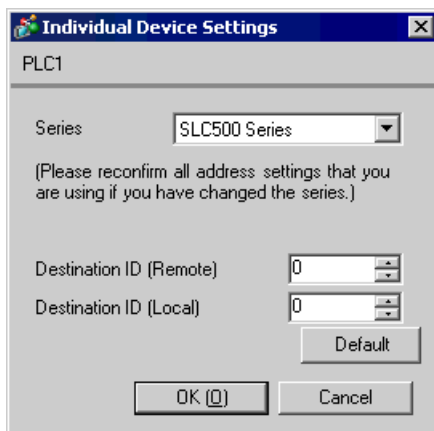 Individual Device Settings
PLC1
Series SLC500 Series
(Please reconfirm all address settings that you
are using if you have changed the series.)
Destination ID (Remote) 0
Destination ID (Local) 0
Default
OK (O) Cancel